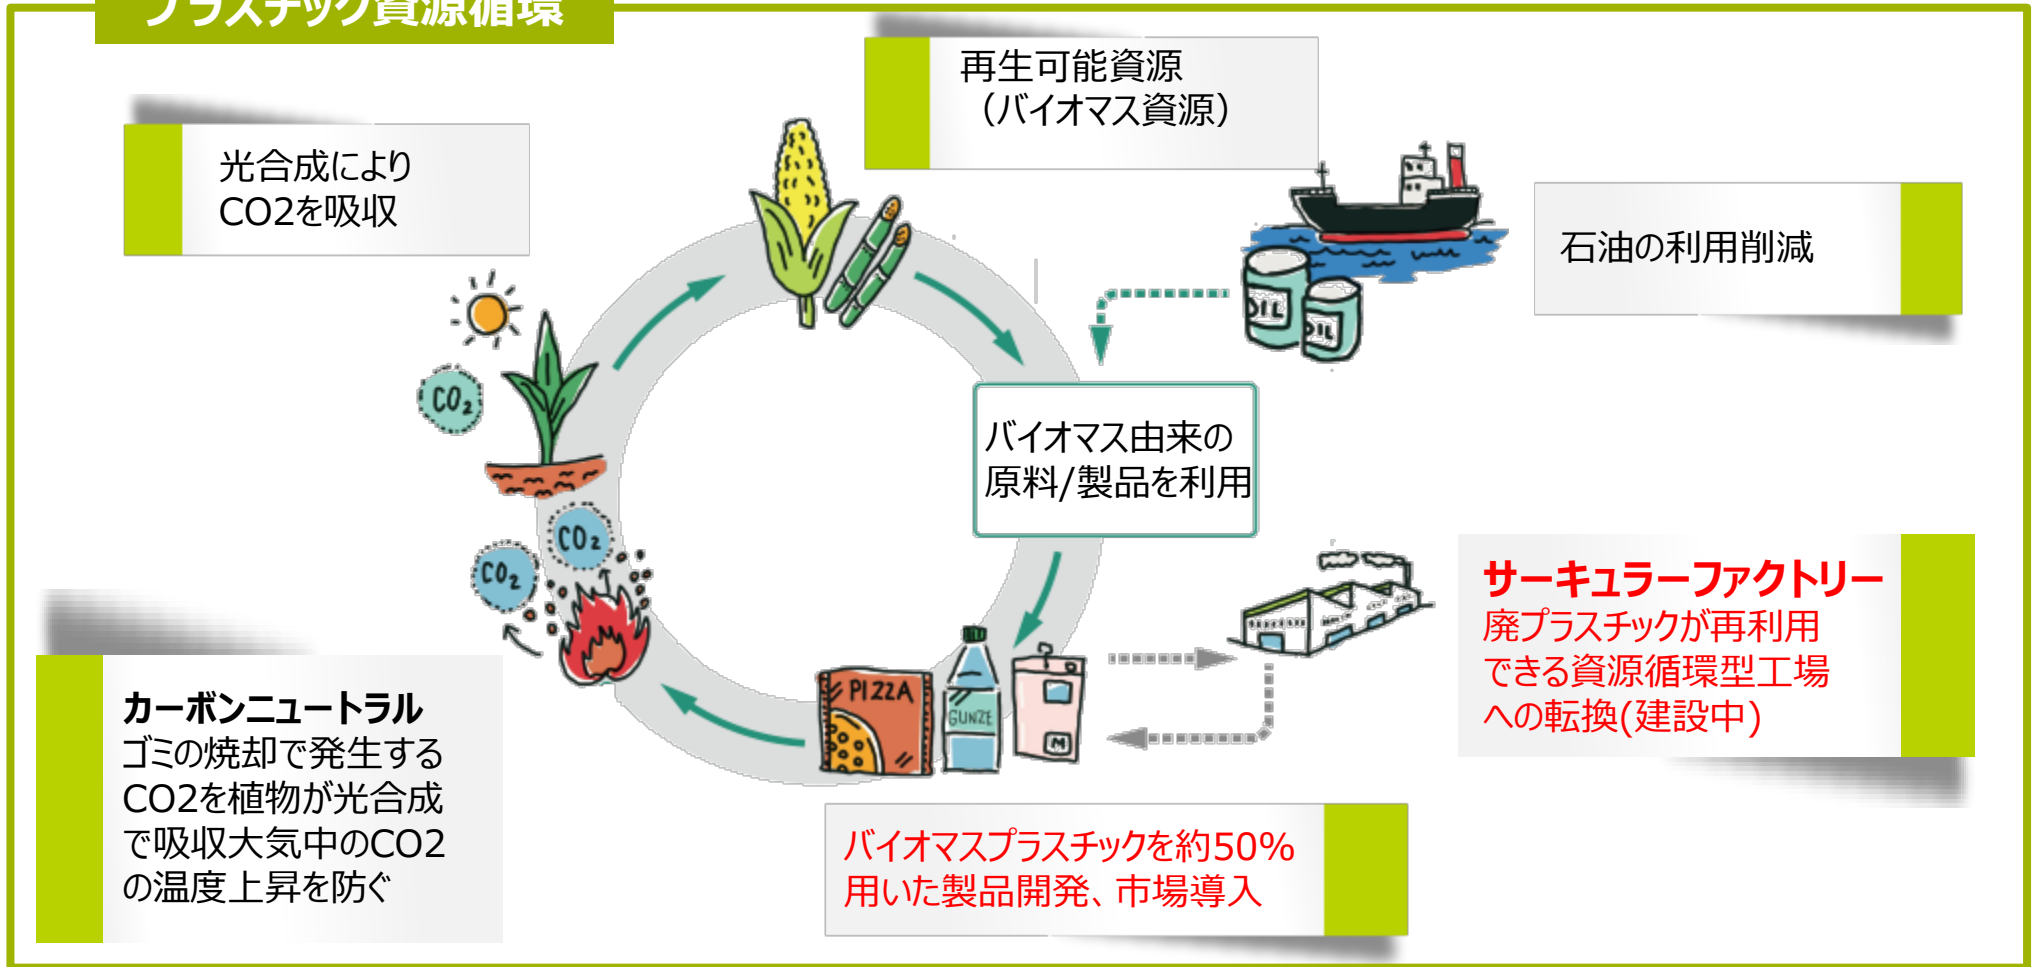 プラスチック資源循環
再生可能資源
（バイオマス資源）
光合成により
CO2を吸収
石油の利用削減
OIL
OIL
CO2
バイオマス由来の
原料/製品を利用
CO2
CO2
サーキュラーファクトリー
廃プラスチックが再利用
できる資源循環型工場
への転換(建設中)
PIZZA
GUNZE
M
カーボンニュートラル
ゴミの焼却で発生する
CO2を植物が光合成
で吸収大気中のCO2
の温度上昇を防ぐ
バイオマスプラスチックを約50%
用いた製品開発、市場導入